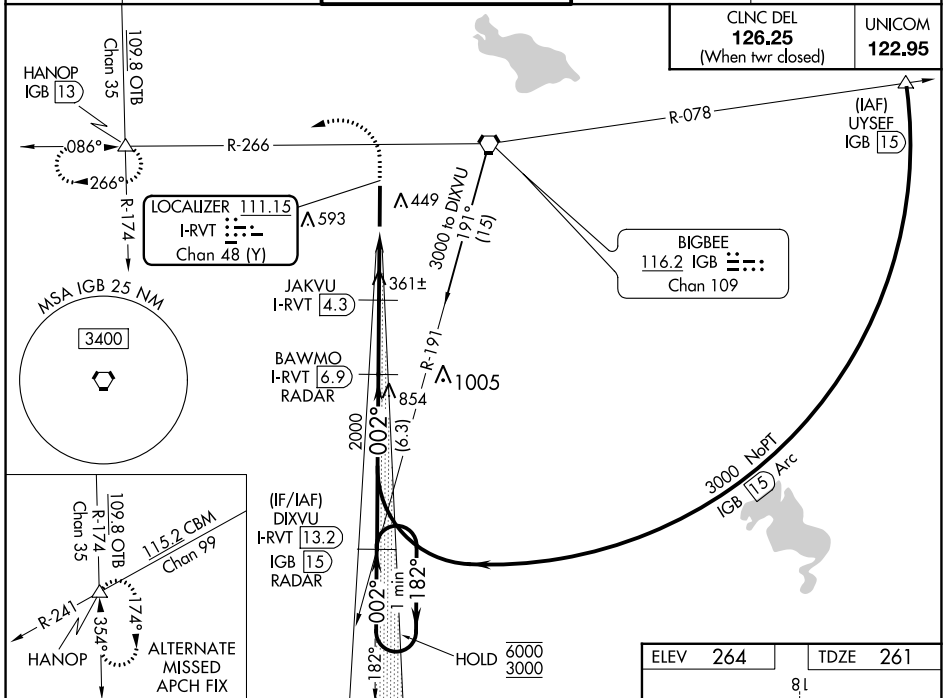 CLNC DEL
126.25
(When twr closed)
UNICOM
122.95
HANOP
IGB 13
109.8 OTB
Chan 35
086°
266°
R-266
R-174
R-078
(IAF)
UYSEF
IGB 15
LOCALIZER 111.15
I-RVT
Chan 48 (Y)
593
449
3000 to DIXVU
191°
(15)
BIGBEE
116.2 IGB
Chan 109
MSA IGB 25 NM
3400
JAKVU
I-RVT 4.3
361±
BAWMO
I-RVT 6.9
RADAR
R-191
1005
854
2000
002°
(6.3)
3000 NoPT
IGB 15 Arc
(IF/IAF)
DIXVU
I-RVT 13.2
IGB 15
RADAR
002°
1 min
182°
182°
HOLD 6000
3000
109.8 OTB
Chan 35
R-174
115.2 CBM
Chan 99
R-241
354°
174°
HANOP
ALTERNATE
MISSED
APCH FIX
ELEV 264
TDZE 261
18L